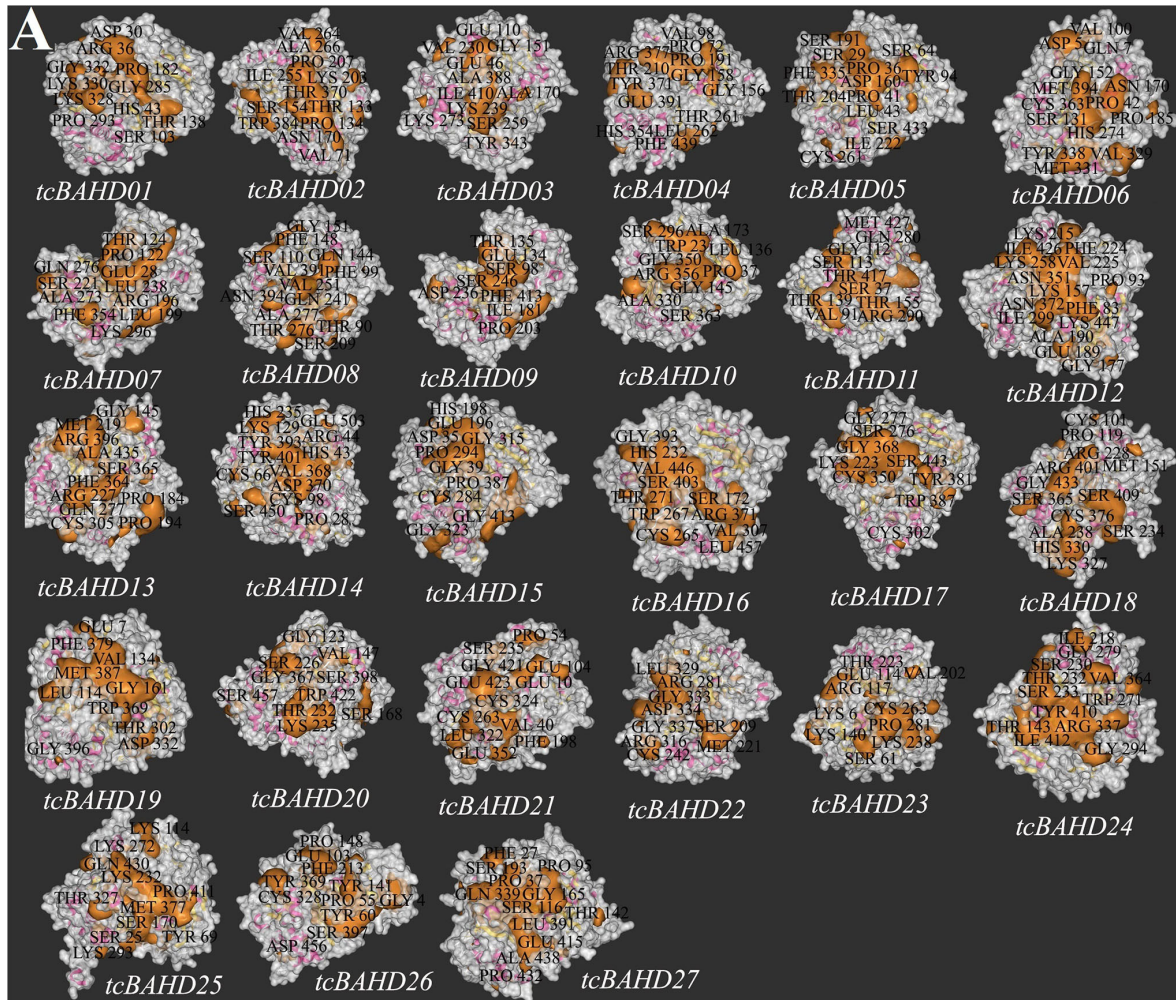 A
ASP 30
ARG 36
GLY 322
PRO 182
LYS 330
GLY 285
LYS 328
HIS 43
PRO 293
THR 138
SER 103
tcBAHD01
VAL 264
ALA 266
PRO 207
ILE 255
LYS 203
THR 370
SER 154
THR 133
TRP 384
PRO 134
ASN 170
VAL 71
tcBAHD02
GLU 110
VAL 230
GLY 151
GLU 46
ALA 388
ILE 410
ALA 170
LYS 239
LYS 273
SER 259
TYR 343
tcBAHD03
VAL 98
PRO 72
ARG 377
PRO 191
THR 210
GLY 158
TYR 371
GLY 156
GLU 391
THR 261
HIS 354
LEU 262
PHE 439
tcBAHD04
SER 191
SER 29
SER 64
PHE 335
PRO 36
ASP 160
TYR 94
THR 204
PRO 41
LEU 43
SER 433
ILE 222
CYS 261
tcBAHD05
VAL 100
ASP 5
GLN 7
GLY 152
MET 394
ASN 170
CYS 363
PRO 42
SER 131
PRO 185
HIS 274
TYR 338
VAL 329
MET 331
tcBAHD06
THR 124
PRO 122
GLN 276
GLU 28
SER 221
LEU 238
ALA 273
ARG 196
PHE 354
LEU 199
LYS 296
tcBAHD07
GLY 151
PHE 148
SER 110
GLN 144
VAL 391
PHE 99
VAL 251
ASN 394
GLN 241
ALA 277
THR 276
THR 90
SER 209
tcBAHD08
THR 135
GLU 134
SER 98
SER 246
ASP 236
PHE 413
ILE 181
PRO 203
tcBAHD09
SER 296
ALA 173
TRP 23
LEU 136
GLY 350
ARG 356
PRO 37
GLY 145
ALA 330
SER 363
tcBAHD10
MET 427
GLN 280
GLY 112
SER 113
THR 417
SER 37
THR 139
THR 155
VAL 91
ARG 290
tcBAHD11
LYS 215
ILE 426
PHE 224
LYS 258
VAL 225
ASN 351
PRO 93
LYS 157
ASN 372
PHE 83
ILE 299
LYS 447
ALA 190
GLU 189
GLY 177
tcBAHD12
GLY 145
MET 219
ARG 396
ALA 435
SER 365
PHE 364
ARG 227
PRO 184
GLN 277
CYS 305
PRO 194
tcBAHD13
HIS 235
GLU 503
LYS 129
ARG 44
TYR 393
HIS 43
TYR 401
CYS 66
VAL 368
ASP 370
CYS 98
SER 450
PRO 28
tcBAHD14
HIS 198
GLU 196
ASP 35
GLY 315
PRO 294
GLY 39
PRO 387
CYS 284
GLY 413
GLY 323
tcBAHD15
GLY 393
HIS 232
VAL 446
SER 403
THR 271
SER 172
TRP 267
ARG 371
CYS 265
VAL 307
LEU 457
tcBAHD16
GLY 277
SER 276
GLY 368
LYS 223
SER 443
CYS 350
TYR 381
TRP 387
CYS 302
tcBAHD17
CYS 101
PRO 119
ARG 228
ARG 401
MET 151
GLY 433
SER 365
SER 409
CYS 376
ALA 238
SER 234
HIS 330
LYS 327
tcBAHD18
GLU 7
PHE 379
VAL 134
MET 387
LEU 114
GLY 161
TRP 369
THR 302
ASP 332
GLY 396
tcBAHD19
GLY 123
VAL 147
SER 226
GLY 367
SER 398
SER 457
TRP 422
THR 232
SER 168
LYS 235
tcBAHD20
PRO 54
SER 235
GLY 421
GLU 104
GLU 423
GLU 10
CYS 324
CYS 263
VAL 40
LEU 322
PHE 198
GLU 352
tcBAHD21
LEU 329
ARG 281
GLY 333
ASP 334
GLY 337
SER 209
ARG 316
MET 221
CYS 242
tcBAHD22
THR 223
GLU 114
VAL 202
ARG 117
LYS 6
CYS 263
LYS 140
PRO 281
LYS 238
SER 61
tcBAHD23
ILE 218
GLY 279
SER 230
THR 232
VAL 364
SER 233
TRP 271
TYR 410
THR 143
ARG 337
ILE 412
GLY 294
tcBAHD24
LYS 114
LYS 272
GLN 430
LYS 232
THR 327
PRO 411
MET 377
SER 170
SER 25
TYR 69
LYS 293
tcBAHD25
PRO 148
GLU 103
PHE 213
TYR 369
TYR 141
CYS 328
PRO 55
GLY 4
TYR 60
SER 397
ASP 456
tcBAHD26
PHE 27
SER 193
PRO 95
PRO 37
GLN 339
GLY 165
SER 116
THR 142
LEU 391
GLU 415
ALA 438
PRO 432
tcBAHD27